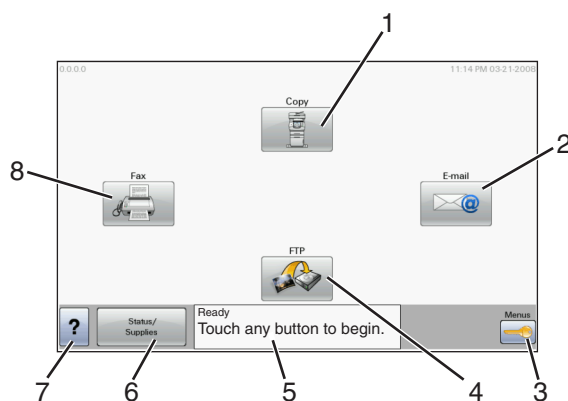 1
0.0.0.0
11:14 PM 03-21-2008
Copy
2
8
Fax
E-mail
@
FTP
Ready
Menus
?
Status/
Supplies
Touch any button to begin.
7
6
5
4
3